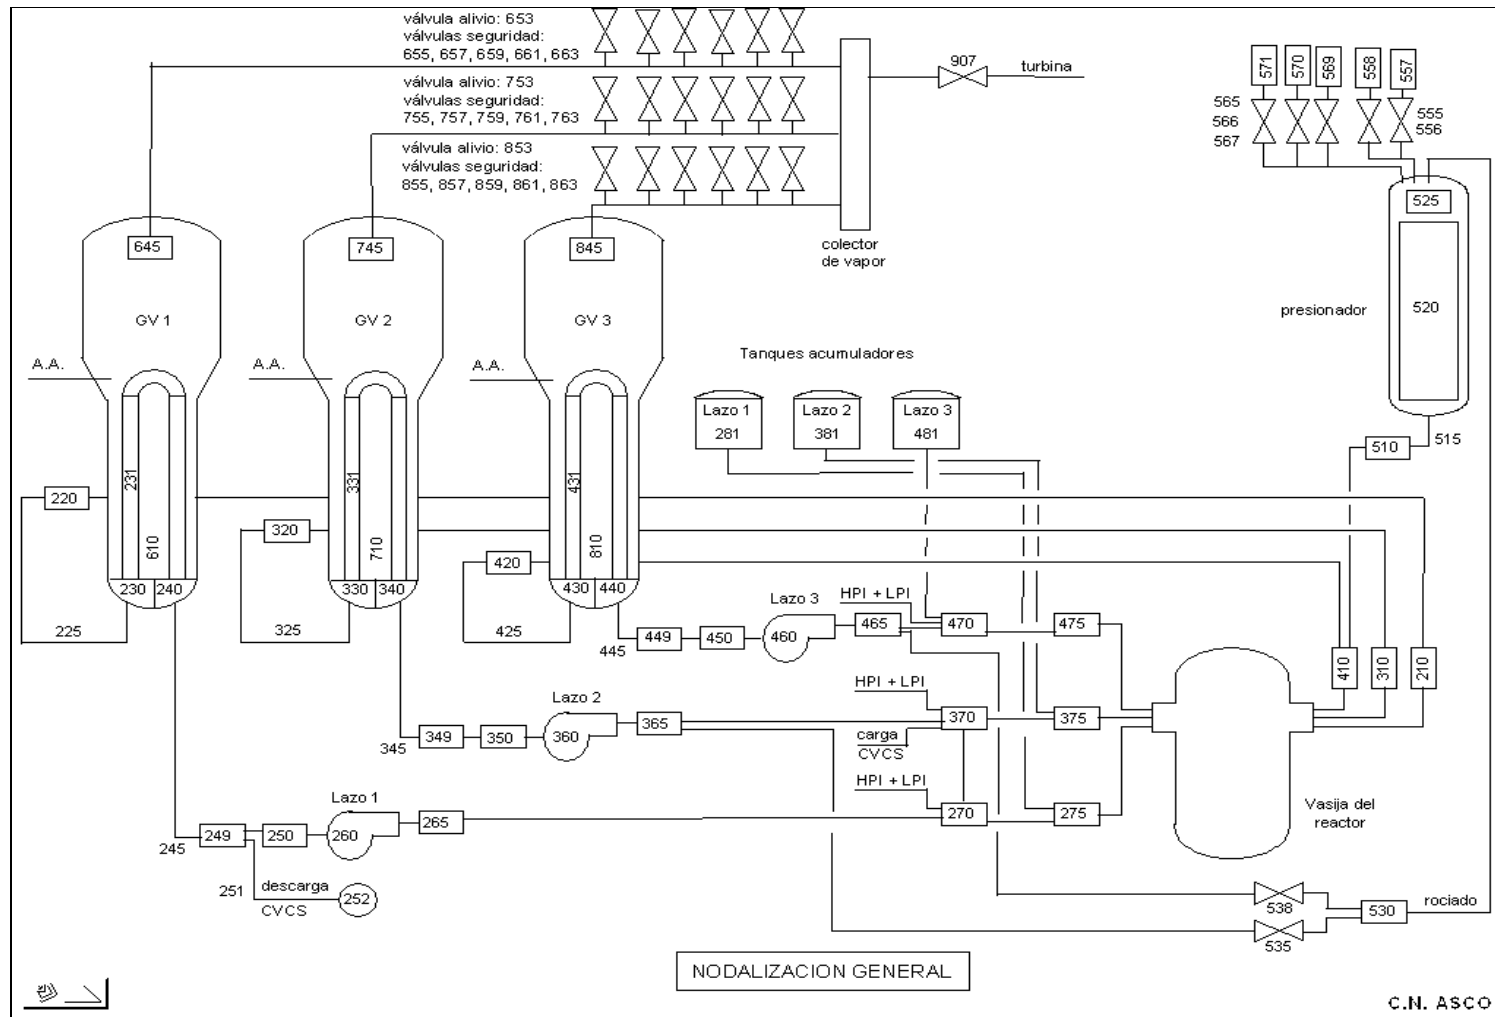 válvula alivio: 653
válvulas seguridad:
655, 657, 659, 661, 663
válvula alivio: 753
válvulas seguridad:
755, 757, 759, 761, 763
válvula alivio: 853
válvulas seguridad:
855, 857, 859, 861, 863
907
turbina
colector
de vapor
571
570
569
558
557
565
566
567
555
556
525
520
presionador
515
510
645
745
845
GV 1
GV 2
GV 3
A.A.
A.A.
A.A.
Tanques acumuladores
Lazo 1
281
Lazo 2
381
Lazo 3
481
220
231
610
230
240
225
320
331
710
330
340
325
420
431
810
430
440
425
445
449
450
Lazo 3
460
465
HPI + LPI
470
475
410
310
210
345
349
350
Lazo 2
360
365
HPI + LPI
370
375
carga
CVCS
HPI + LPI
270
275
245
249
250
Lazo 1
260
265
251
descarga
CVCS
252
Vasija del
reactor
538
535
530
rociado
NODALIZACION GENERAL
C.N. ASCO